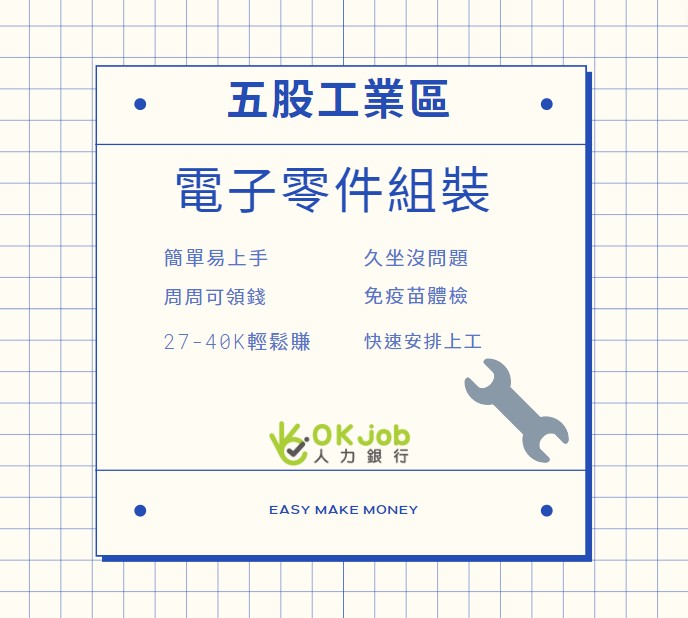 五股工業區
電子零件組裝
簡單易上手
久坐沒問題
周周可領錢
免疫苗體檢
27-40K輕鬆賺
快速安排上工
OKjob
人力銀行
EASY MAKE MONEY